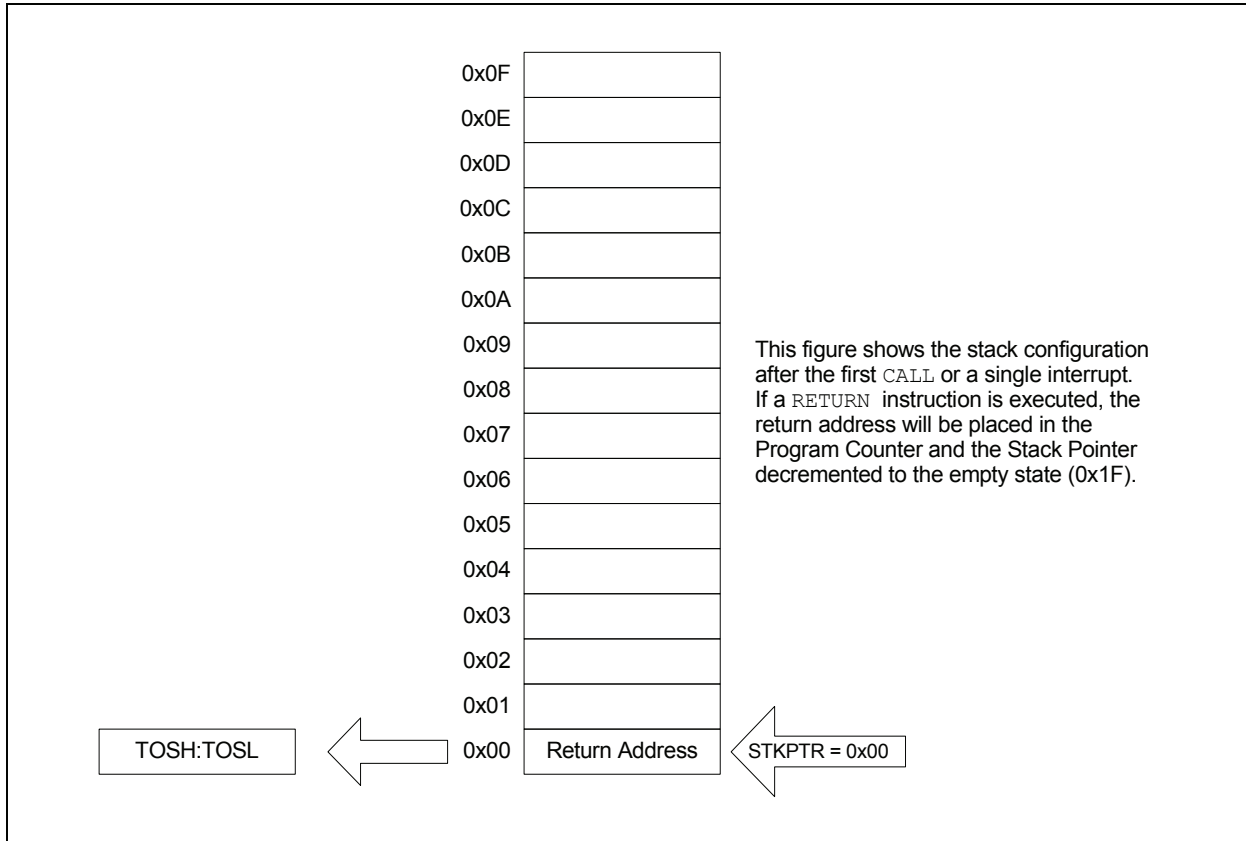 0x0F
0x0E
0x0D
0x0C
0x0B
0x0A
0x09
0x08
0x07
0x06
0x05
0x04
0x03
0x02
0x01
This figure shows the stack configuration
after the first CALL or a single interrupt.
If a RETURN instruction is executed, the
return address will be placed in the
Program Counter and the Stack Pointer
decremented to the empty state (0x1F).
TOSH:TOSL 0x00 Return Address STKPTR = 0x00